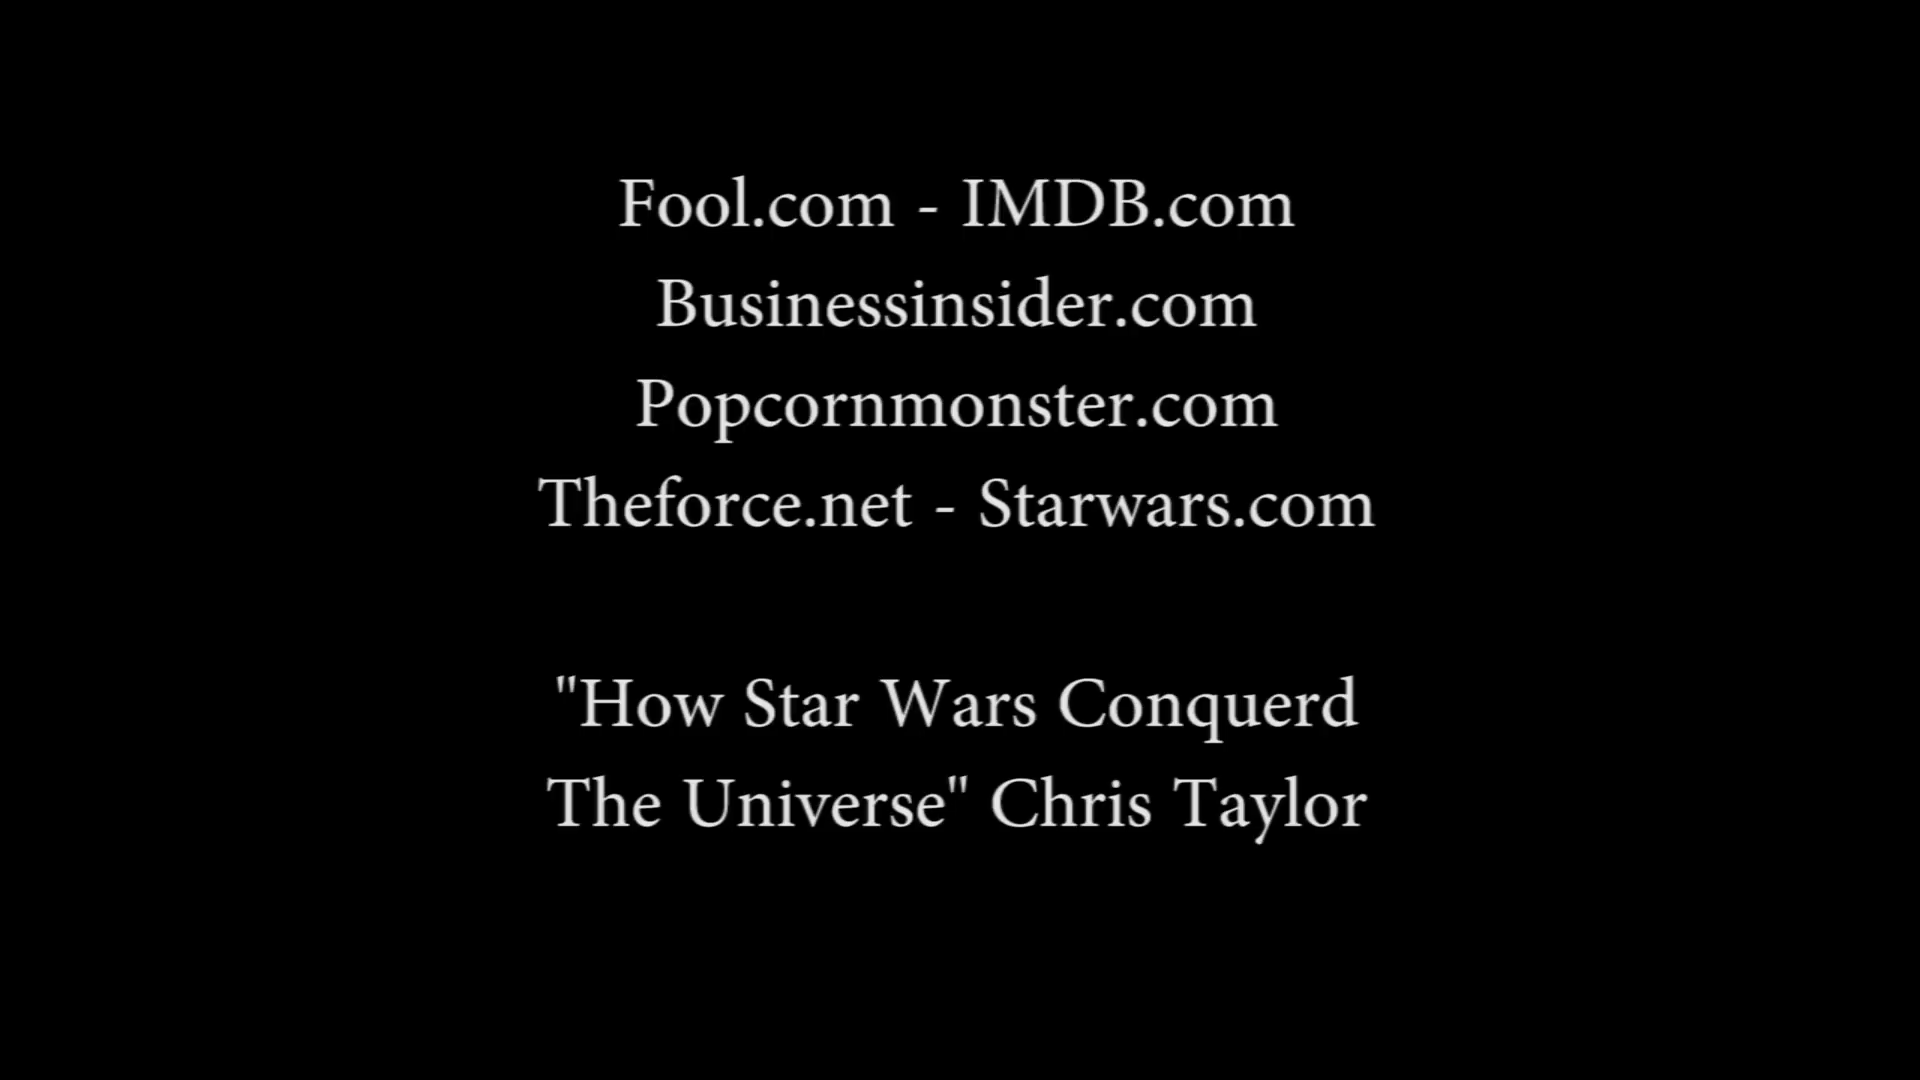 Fool.com - IMDB.com
Businessinsider.com
Popcornmonster.com
Theforce.net - Starwars.com
"How Star Wars Conquerd
The Universe" Chris Taylor